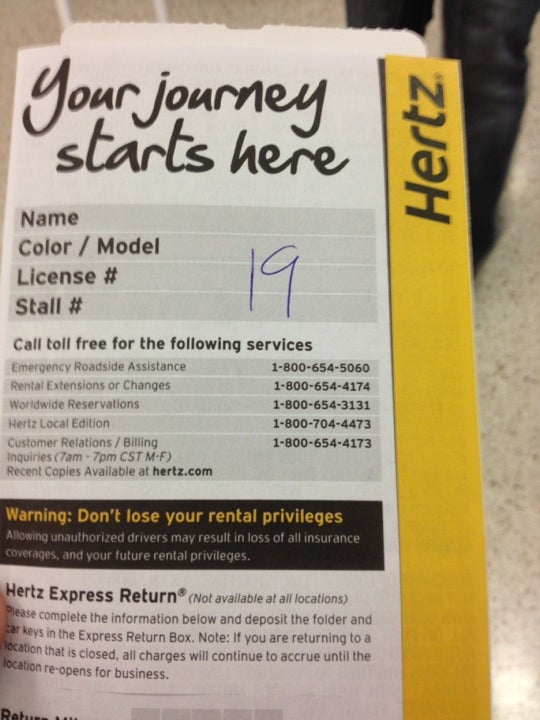 Your journey
starts here
Hertz®
Name
Color / Model
License #
Stall #
19
Call toll free for the following services
Emergency Roadside Assistance 1-800-654-5060
Rental Extensions or Changes 1-800-654-4174
Worldwide Reservations 1-800-654-3131
Hertz Local Edition 1-800-704-4473
Customer Relations / Billing 1-800-654-4173
Inquiries (7am - 7pm CST M-F)
Recent Copies Available at hertz.com
Warning: Don't lose your rental privileges
Allowing unauthorized drivers may result in loss of all insurance
coverages, and your future rental privileges.
Hertz Express Return® (Not available at all locations)
Please complete the information below and deposit the folder and
car keys in the Express Return Box. Note: If you are returning to a
location that is closed, all charges will continue to accrue until the
location re-opens for business.
Return